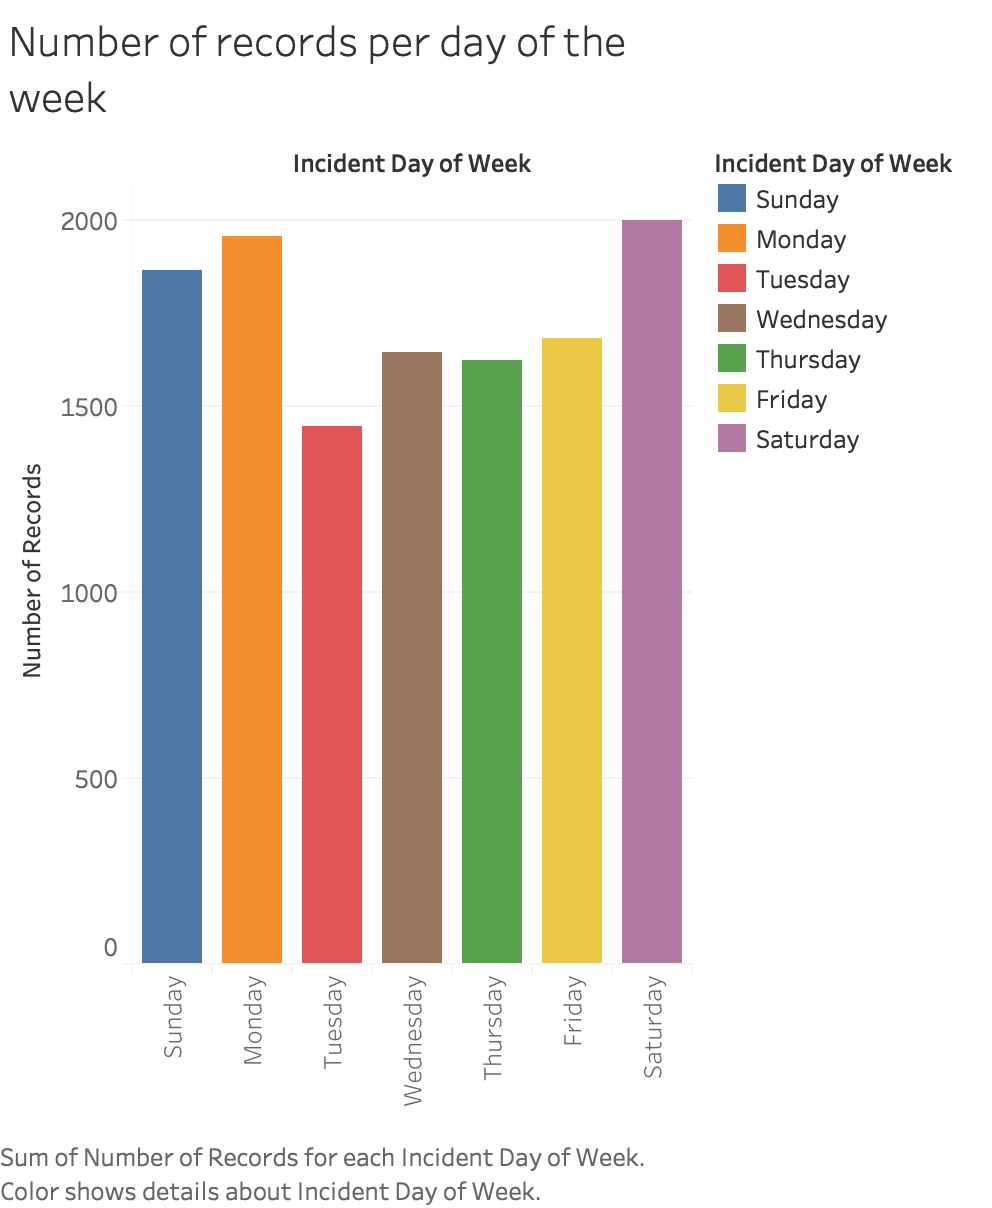 Number of records per day of the
week
Incident Day of Week
Incident Day of Week
Sunday
Monday
Tuesday
Wednesday
Thursday
Friday
Saturday
2000
1500
1000
500
0
Number of Records
Sunday
Monday
Tuesday
Wednesday
Thursday
Friday
Saturday
Sum of Number of Records for each Incident Day of Week.
Color shows details about Incident Day of Week.